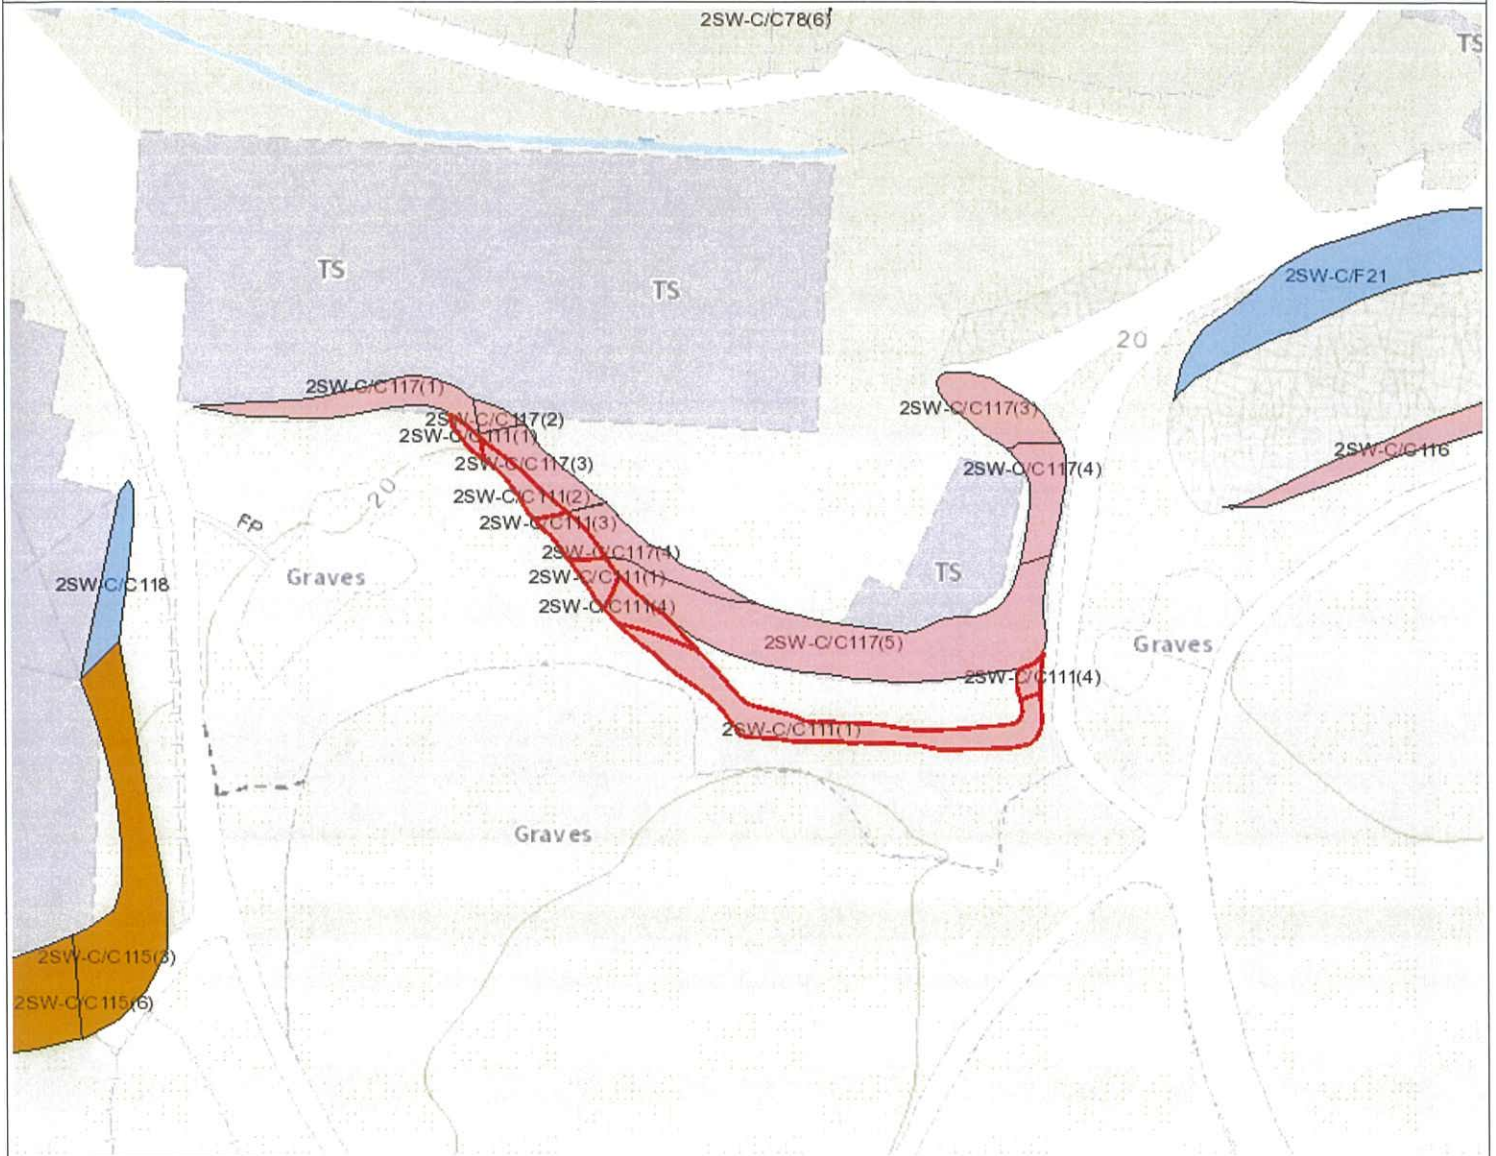 2SW-C/C78(6)
TS
TS
TS
2SW-C/F21
20
2SW-C/C117(1)
2SW-C/C117(3)
2SW-C/C117(2)
2SW-C/C111(1)
2SW-C/C116
2SW-C/C117(3)
2SW-C/C117(4)
20
2SW-C/C111(2)
2SW-C/C111(3)
FP
2SW-C/C117(4)
Graves
2SW-C/C111(1)
TS
2SW-C/C118
2SW-C/C111(4)
2SW-C/C117(5)
Graves
2SW-C/C111(4)
2SW-C/C111(1)
Graves
2SW-C/C115(3)
2SW-C/C115(6)